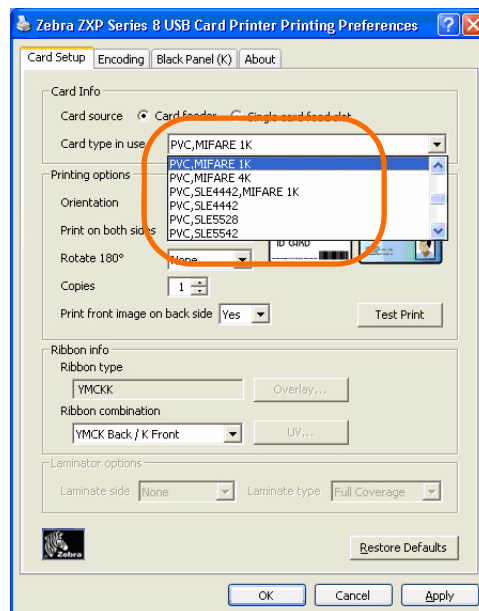 Zebra ZXP Series 8 USB Card Printer Printing Preferences
Card Setup Encoding Black Panel (K) About
Card Info
Card source Card feeder Single card feed slot
Card type in use PVC,MIFARE 1K
PVC,MIFARE 1K
PVC,MIFARE 4K
PVC,SLE4442,MIFARE 1K
PVC,SLE4442
PVC,SLE5528
PVC,SLE5542
Printing options
Orientation
Print on both sides
ID CARD
Rotate 180° None
Copies 1
Print front image on back side Yes Test Print
Ribbon info
Ribbon type
YMCKK Overlay...
Ribbon combination
YMCK Back / K Front UV...
Laminator options
Laminate side None Laminate type Full Coverage
Zebra
Restore Defaults
OK Cancel Apply